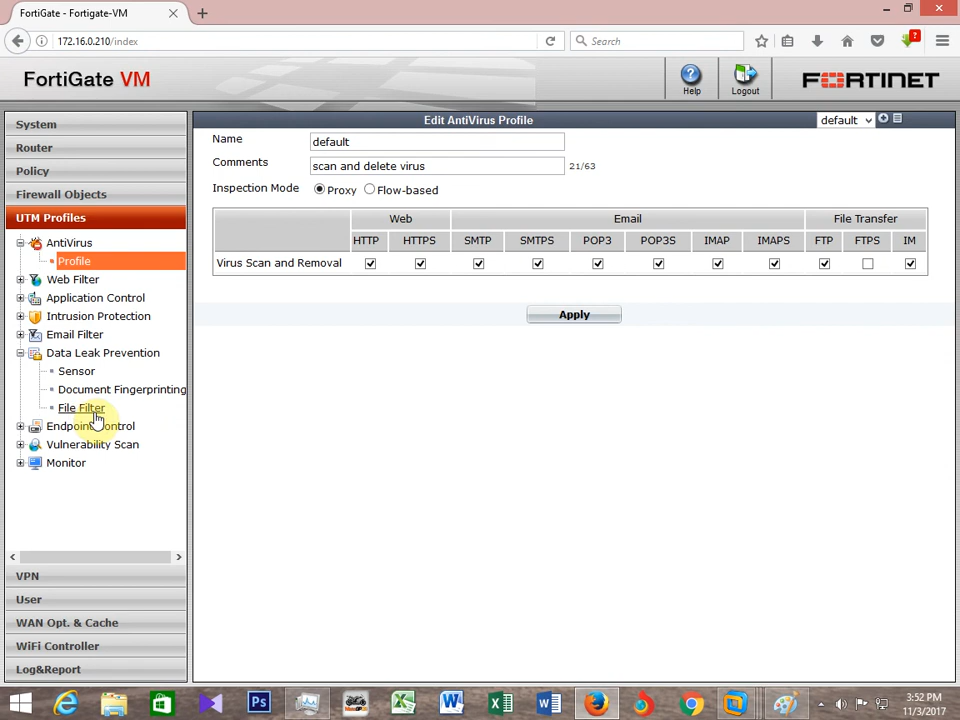 FortiGate - Fortigate-VM
172.16.0.210/index
Search
?
FortiGate VM
Help
Logout
FORTINET
System
Router
Policy
Firewall Objects
UTM Profiles
AntiVirus
Profile
Web Filter
Application Control
Intrusion Protection
Email Filter
Data Leak Prevention
Sensor
Document Fingerprinting
File Filter
Endpoint Control
Vulnerability Scan
Monitor
VPN
User
WAN Opt. & Cache
WiFi Controller
Log&Report
Edit AntiVirus Profile
default
Name
default
Comments
scan and delete virus
21/63
Inspection Mode
Proxy
Flow-based
Web
Email
File Transfer
HTTP
HTTPS
SMTP
SMTPS
POP3
POP3S
IMAP
IMAPS
FTP
FTPS
IM
Virus Scan and Removal
Apply
3:52 PM
11/3/2017